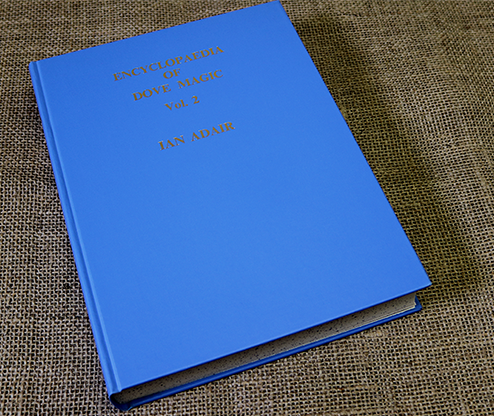 ENCYCLOPAEDIA
OF
DOVE MAGIC
Vol. 2
IAN ADAIR